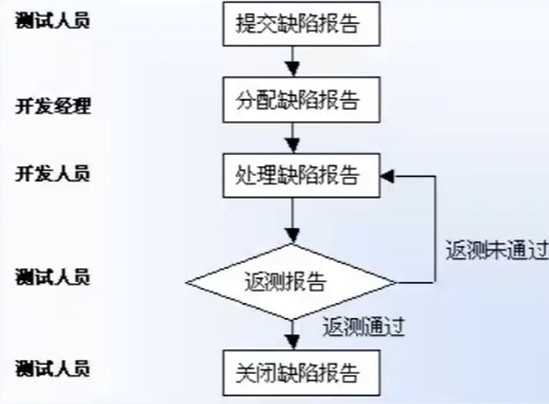 测试人员 提交缺陷报告
开发经理 分配缺陷报告
开发人员 处理缺陷报告
返测未通过
测试人员 返测报告
返测通过
测试人员 关闭缺陷报告